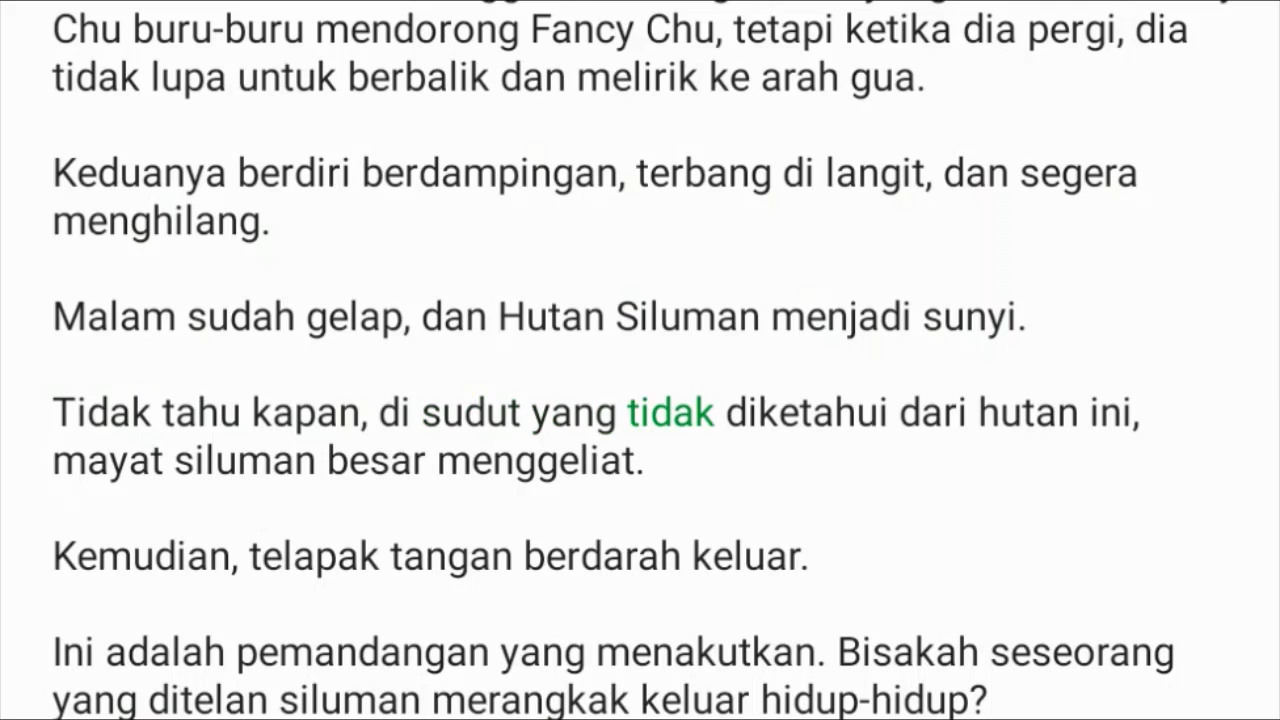 Chu buru-buru mendorong Fancy Chu, tetapi ketika dia pergi, dia
tidak lupa untuk berbalik dan melirik ke arah gua.
Keduanya berdiri berdampingan, terbang di langit, dan segera
menghilang.
Malam sudah gelap, dan Hutan Siluman menjadi sunyi.
Tidak tahu kapan, di sudut yang tidak diketahui dari hutan ini,
mayat siluman besar menggeliat.
Kemudian, telapak tangan berdarah keluar.
Ini adalah pemandangan yang menakutkan. Bisakah seseorang
yang ditelan siluman merangkak keluar hidup-hidup?